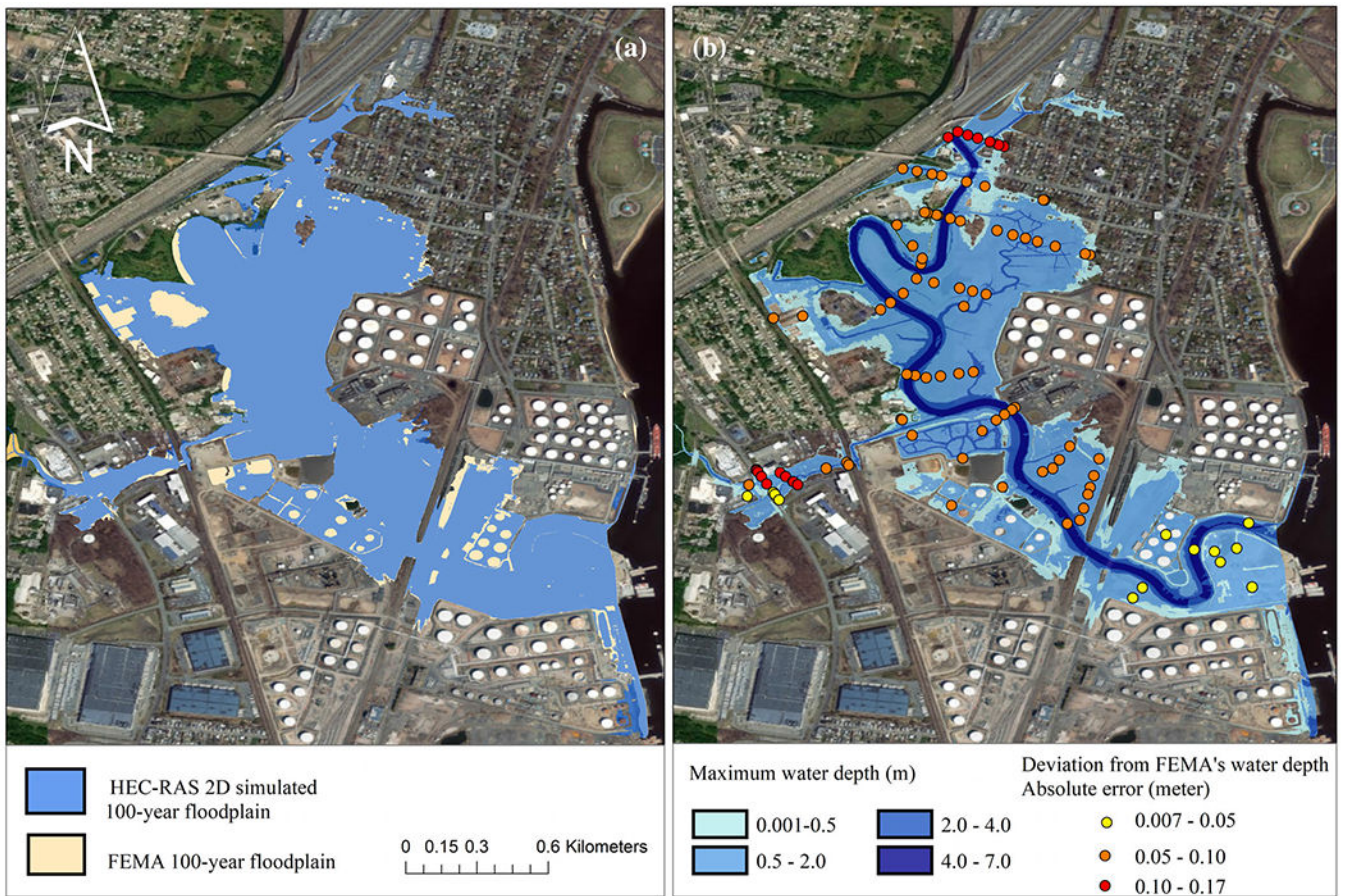 (a)
N
HEC-RAS 2D simulated
100-year floodplain
FEMA 100-year floodplain
0 0.15 0.3 0.6 Kilometers
(b)
Maximum water depth (m)
0.001-0.5
0.5 - 2.0
2.0 - 4.0
4.0 - 7.0
Deviation from FEMA's water depth
Absolute error (meter)
0.007 - 0.05
0.05 - 0.10
0.10 - 0.17